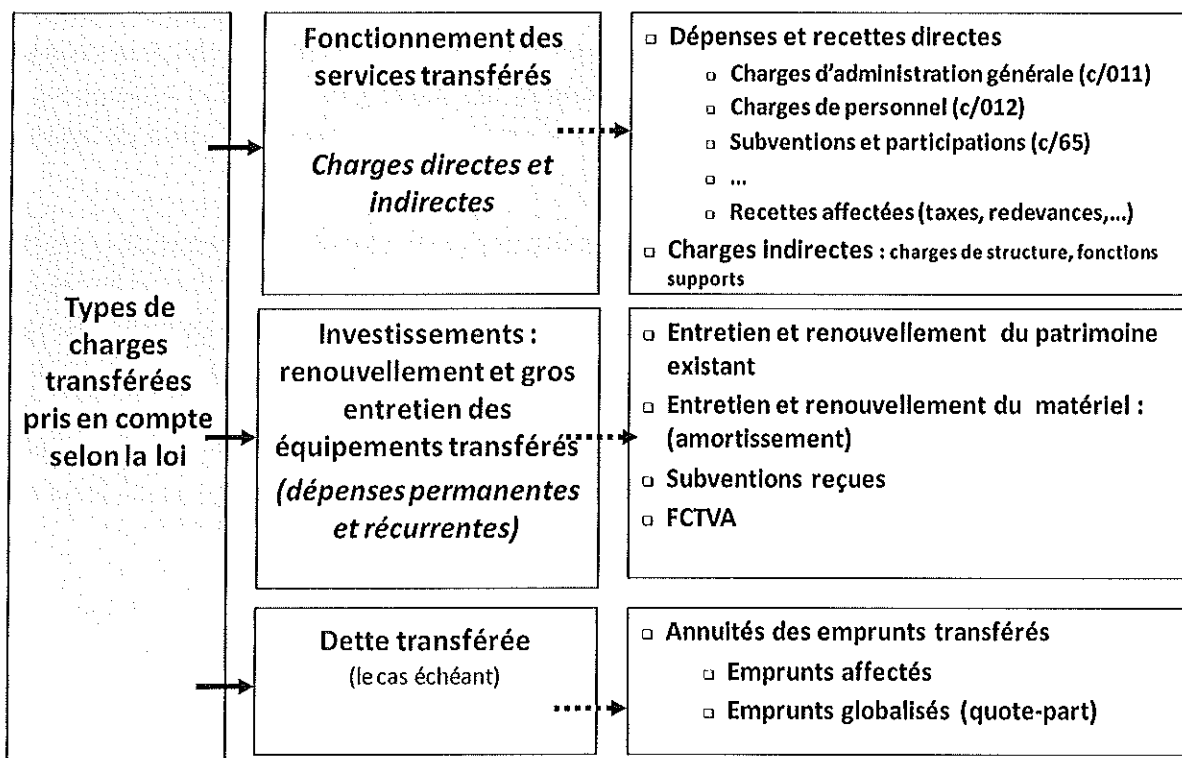 Types de
charges
transférées
pris en compte
selon la loi
Fonctionnement des
services transférés
Charges directes et
indirectes
▫ Dépenses et recettes directes
▫ Charges d'administration générale (c/011)
▫ Charges de personnel (c/012)
▫ Subventions et participations (c/65)
▫ ...
▫ Recettes affectées (taxes, redevances,...)
▫ Charges indirectes : charges de structure, fonctions
supports
Investissements :
renouvellement et gros
entretien des
équipements transférés
(dépenses permanentes
et récurrentes)
▫ Entretien et renouvellement du patrimoine
existant
▫ Entretien et renouvellement du matériel :
(amortissement)
▫ Subventions reçues
▫ FCTVA
Dette transférée
(le cas échéant)
▫ Annuités des emprunts transférés
▫ Emprunts affectés
▫ Emprunts globalisés (quote-part)